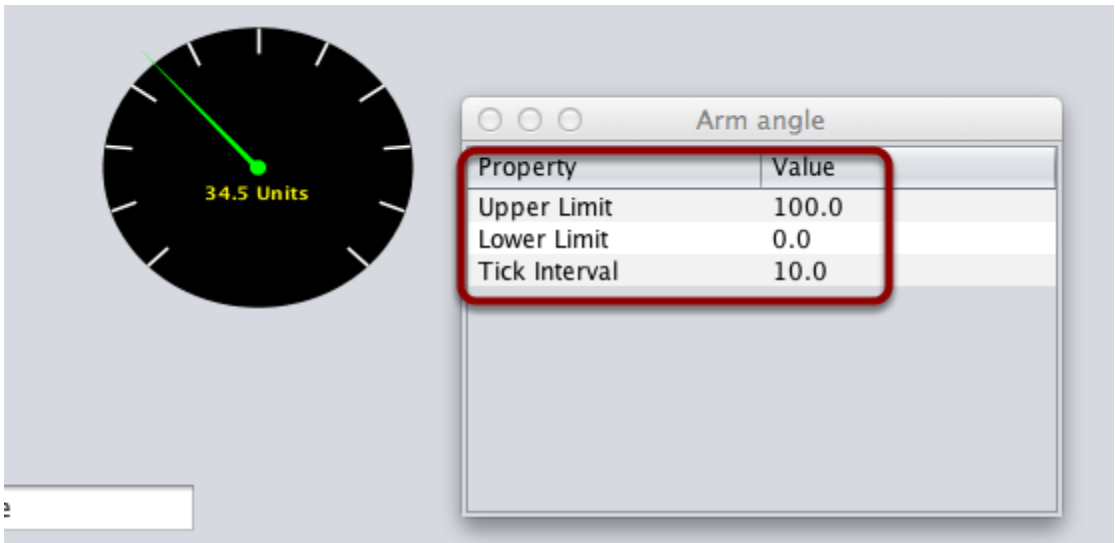 34.5 Units
Arm angle
Property Value
Upper Limit 100.0
Lower Limit 0.0
Tick Interval 10.0
e